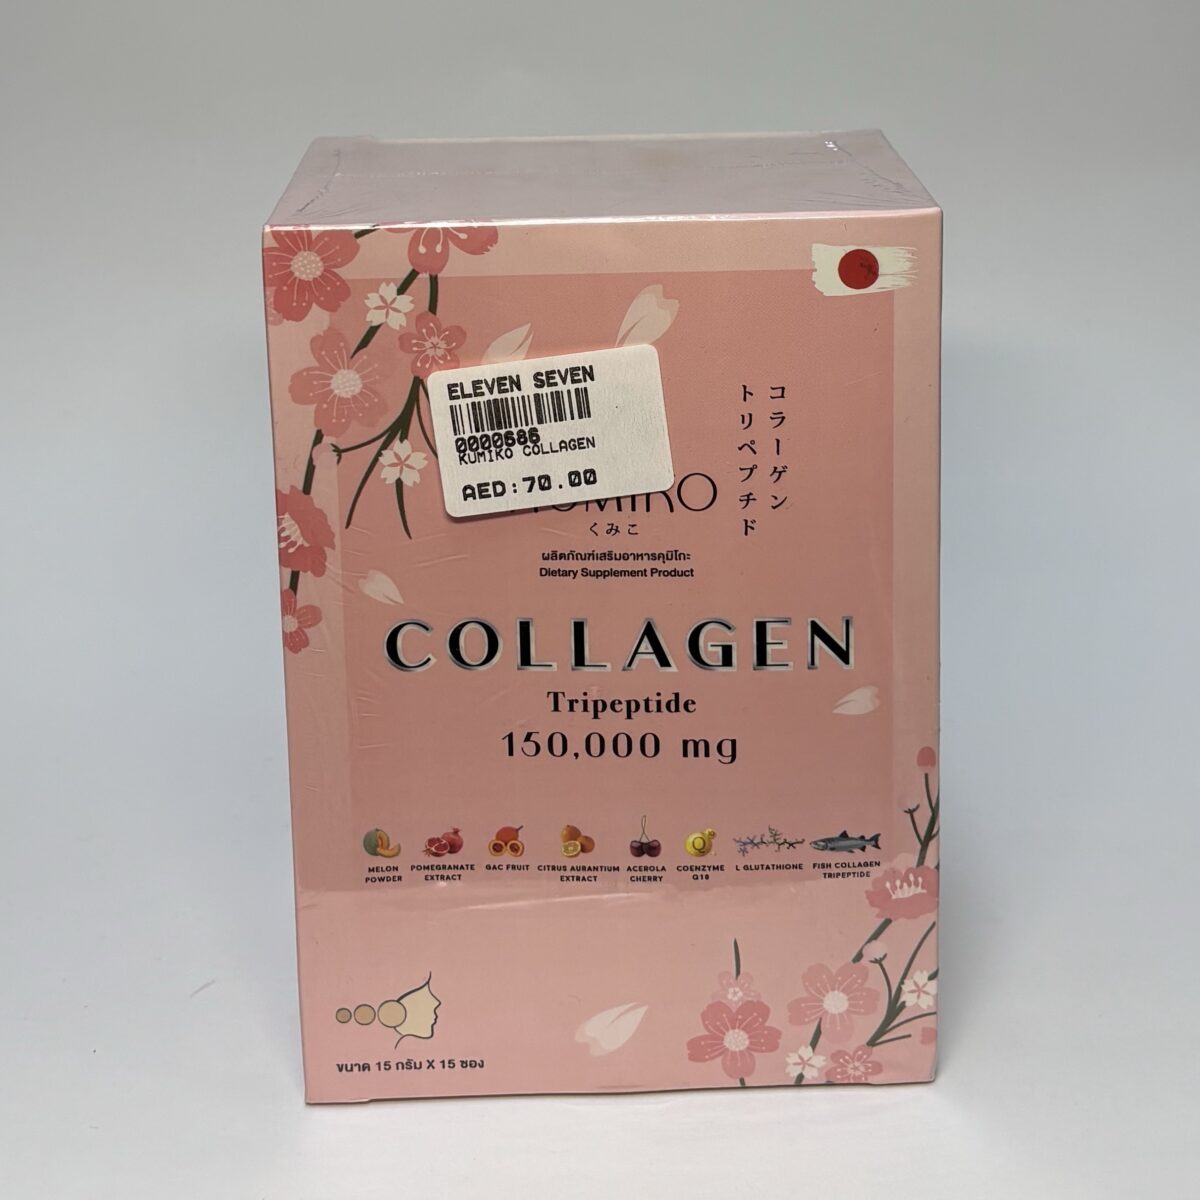 ELEVEN SEVEN
0000686
KUMIKO COLLAGEN
AED:70.00
コラーゲン
トリペプチド
KUMIKO
くみこ
ผลิตภัณฑ์เสริมอาหารคุมิโกะ
Dietary Supplement Product
COLLAGEN
Tripeptide
150,000 mg
MELON
POWDER
POMEGRANATE
EXTRACT
GAC FRUIT
CITRUS AURANTIUM
EXTRACT
ACEROLA
CHERRY
Q
COENZYME
Q10
L GLUTATHIONE
FISH COLLAGEN
TRIPEPTIDE
ขนาด 15 กรัม X 15 ซอง